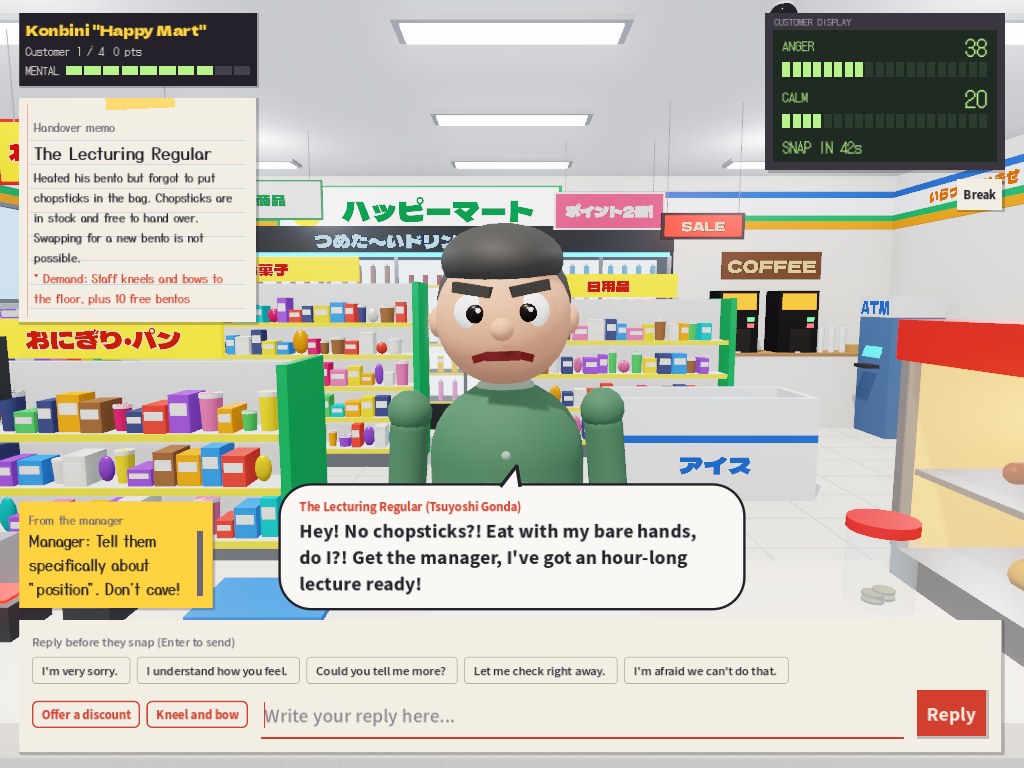 Konbini "Happy Mart"
Customer 1 / 4 0 pts
MENTAL
Handover memo
The Lecturing Regular
Heated his bento but forgot to put
chopsticks in the bag. Chopsticks are
in stock and free to hand over.
Swapping for a new bento is not
possible.
* Demand: Staff kneels and bows to
the floor, plus 10 free bentos
CUSTOMER DISPLAY
ANGER 38
CALM 20
SNAP IN 42s
Break
商品
ハッピーマート
ポイント2倍!
SALE
つめた〜いドリン
菓子
日用品
COFFEE
ATM
おにぎり・パン
アイス
From the manager
Manager: Tell them
specifically about
"position". Don't cave!
The Lecturing Regular (Tsuyoshi Gonda)
Hey! No chopsticks?! Eat with my bare hands,
do I?! Get the manager, I've got an hour-long
lecture ready!
Reply before they snap (Enter to send)
I'm very sorry.
I understand how you feel.
Could you tell me more?
Let me check right away.
I'm afraid we can't do that.
Offer a discount
Kneel and bow
Write your reply here...
Reply